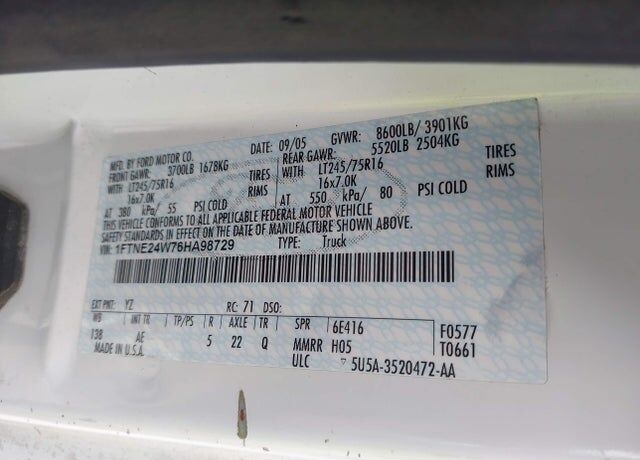 MFD. BY FORD MOTOR CO. DATE: 09/05 GVWR: 8600LB/ 3901KG
FRONT GAWR: 3700LB 1678KG REAR GAWR: 5520LB 2504KG
WITH LT245/75R16 TIRES WITH LT245/75R16 TIRES
16x7.0K RIMS 16x7.0K RIMS
AT 380 kPa/ 55 PSI COLD AT 550 kPa/ 80 PSI COLD
THIS VEHICLE CONFORMS TO ALL APPLICABLE FEDERAL MOTOR VEHICLE
SAFETY STANDARDS IN EFFECT ON THE DATE OF MANUFACTURE SHOWN ABOVE.
VIN: 1FTNE24W76HA98729 TYPE: Truck
EXT PNT: YZ RC: 71 DSO:
WB INT TR TP/PS R AXLE TR SPR 6E416 F0577
138 AE 5 22 Q MMRR H05 T0661
MADE IN U.S.A. ULC 5U5A-3520472-AA